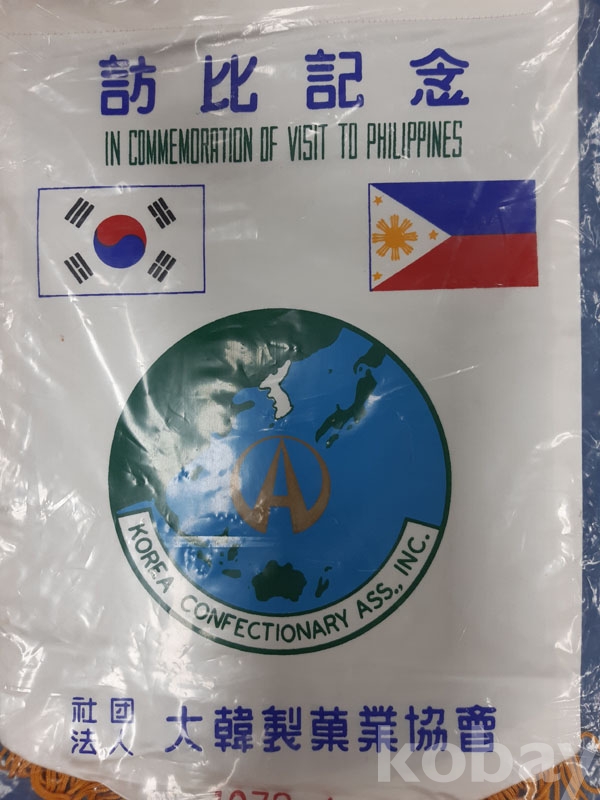 訪比記念
IN COMMEMORATION OF VISIT TO PHILIPPINES
KOREA CONFECTIONARY ASS., INC.
社団
法人 大韓製菓業協會
kobay